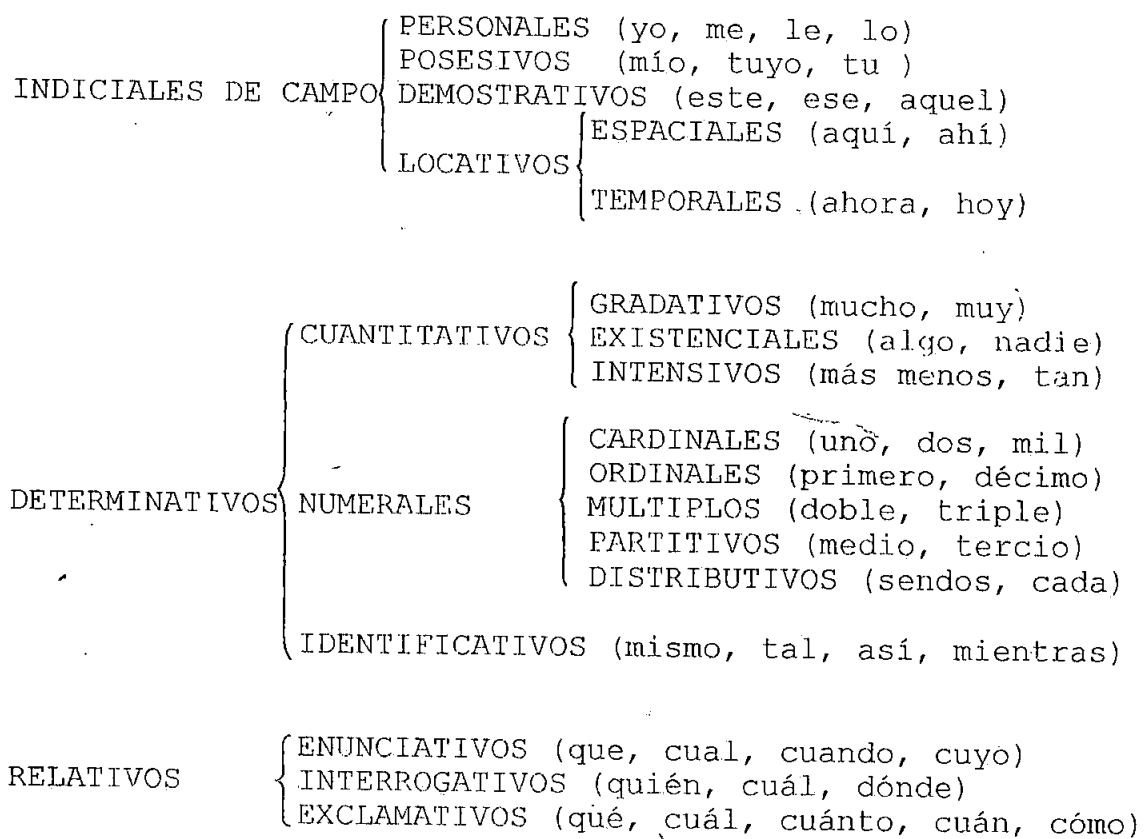 PERSONALES (yo, me, le, lo)
POSESIVOS (mío, tuyo, tu )
INDICIALES DE CAMPO DEMOSTRATIVOS (este, ese, aquel)
ESPACIALES (aquí, ahí)
LOCATIVOS
TEMPORALES (ahora, hoy)
GRADATIVOS (mucho, muy)
CUANTITATIVOS EXISTENCIALES (algo, nadie)
INTENSIVOS (más menos, tan)
CARDINALES (uno, dos, mil)
ORDINALES (primero, décimo)
DETERMINATIVOS NUMERALES MULTIPLOS (doble, triple)
PARTITIVOS (medio, tercio)
DISTRIBUTIVOS (sendos, cada)
IDENTIFICATIVOS (mismo, tal, así, mientras)
ENUNCIATIVOS (que, cual, cuando, cuyo)
RELATIVOS INTERROGATIVOS (quién, cuál, dónde)
EXCLAMATIVOS (qué, cuál, cuánto, cuán, cómo)